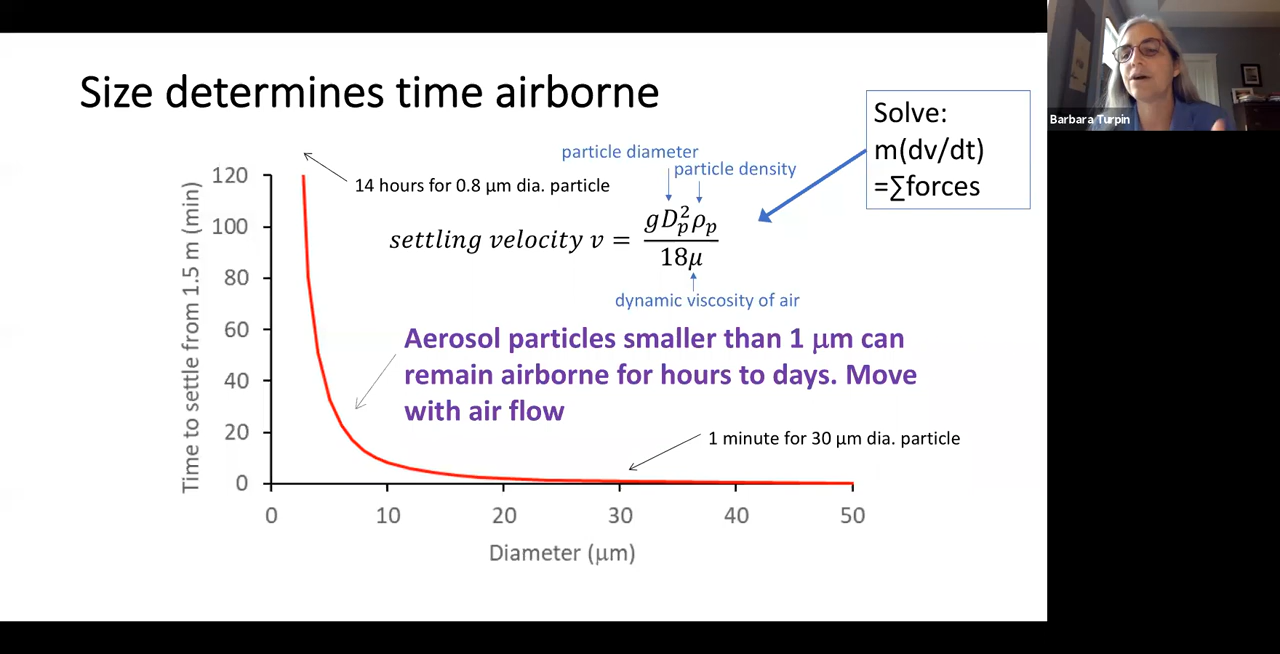 Size determines time airborne
Solve:
m(dv/dt)
=∑forces
Barbara Turpin
particle diameter
particle density
14 hours for 0.8 μm dia. particle
settling velocity v = gD_p^2ρ_p / 18μ
dynamic viscosity of air
Aerosol particles smaller than 1 μm can
remain airborne for hours to days. Move
with air flow
1 minute for 30 μm dia. particle
Time to settle from 1.5 m (min)
120
100
80
60
40
20
0
0 10 20 30 40 50
Diameter (μm)